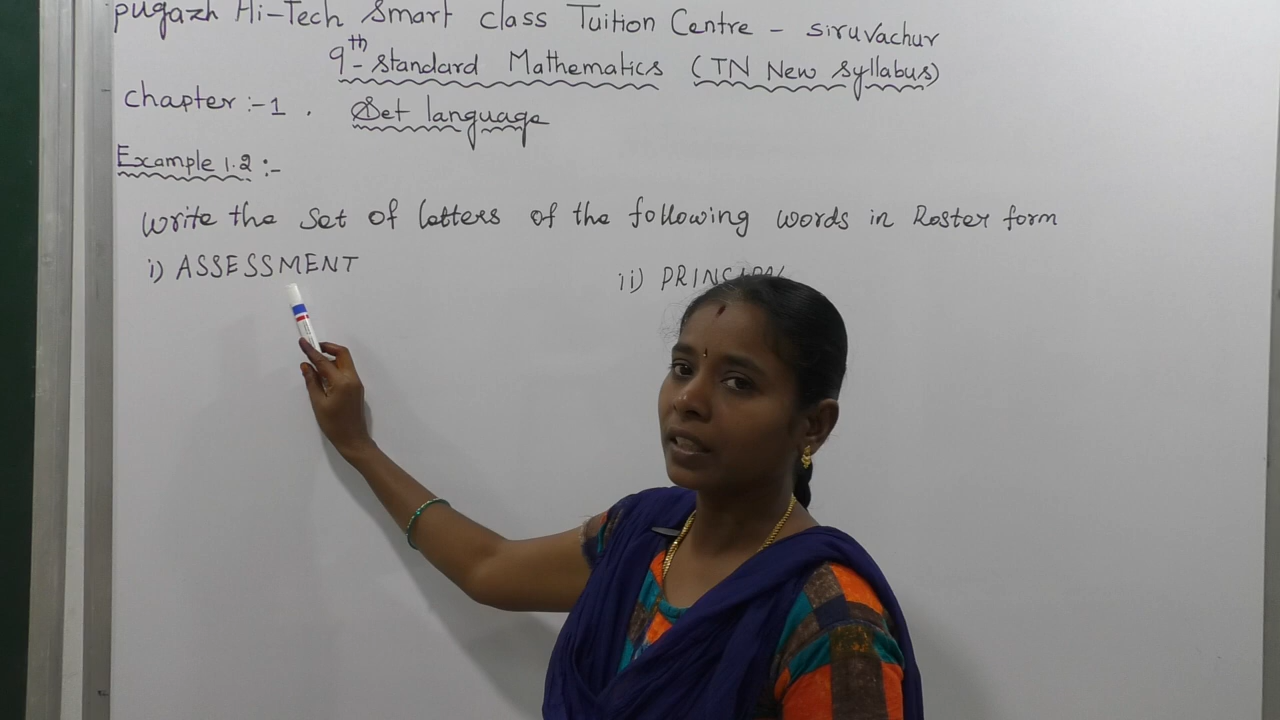 pugazh Hi-Tech Smart class Tuition Centre - Siruvachur
9th Standard Mathematics (TN New Syllabus)
Chapter :- 1 . Set language
Example 1.2 :-
Write the Set of letters of the following words in Roster form
i) ASSESSMENT ii) PRINCIPAL